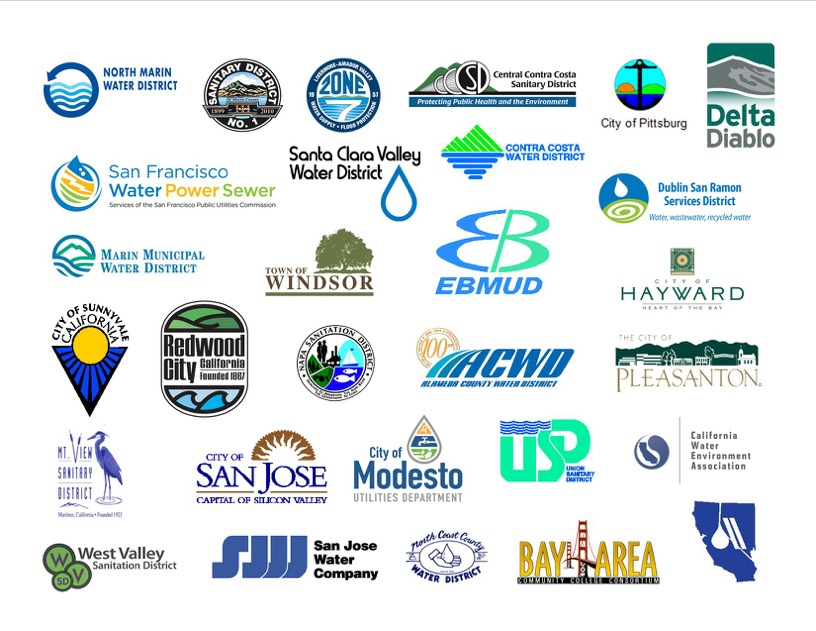 NORTH MARIN
WATER DISTRICT
SANITARY DISTRICT
1899 2010
NO. 1
LIVERMORE-AMADOR VALLEY
ZONE
19 57
7
WATER SUPPLY • FLOOD PROTECTION
CSD
Central Contra Costa
Sanitary District
Protecting Public Health and the Environment
City of Pittsburg
Delta
Diablo
San Francisco
Water Power Sewer
Services of the San Francisco Public Utilities Commission
Santa Clara Valley
Water District
CONTRA COSTA
WATER DISTRICT
Dublin San Ramon
Services District
Water, wastewater, recycled water
MARIN MUNICIPAL
WATER DISTRICT
TOWN OF
WINDSOR
EB
EBMUD
CITY OF
HAYWARD
HEART OF THE BAY
CITY OF SUNNYVALE
CALIFORNIA
Redwood
City California
founded 1867
NAPA SANITATION DISTRICT
100
ACWD
ALAMEDA COUNTY WATER DISTRICT
THE CITY OF
PLEASANTON
MT. VIEW
SANITARY
DISTRICT
Martinez, California • Founded 1923
CITY OF
SAN JOSE
CAPITAL OF SILICON VALLEY
City of
Modesto
UTILITIES DEPARTMENT
USD
UNION
SANITARY
DISTRICT
California
Water
Environment
Association
WVSD
West Valley
Sanitation District
SJW
San Jose
Water
Company
North Coast County
WATER DISTRICT
BAY AREA
COMMUNITY COLLEGE CONSORTIUM